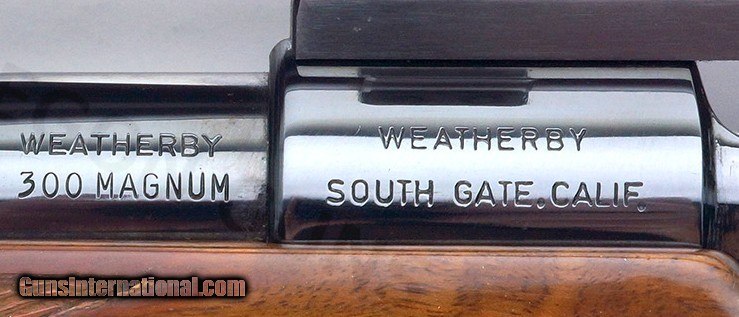 WEATHERBY
300 MAGNUM
WEATHERBY
SOUTH GATE.CALIF.
GunsInternational.com